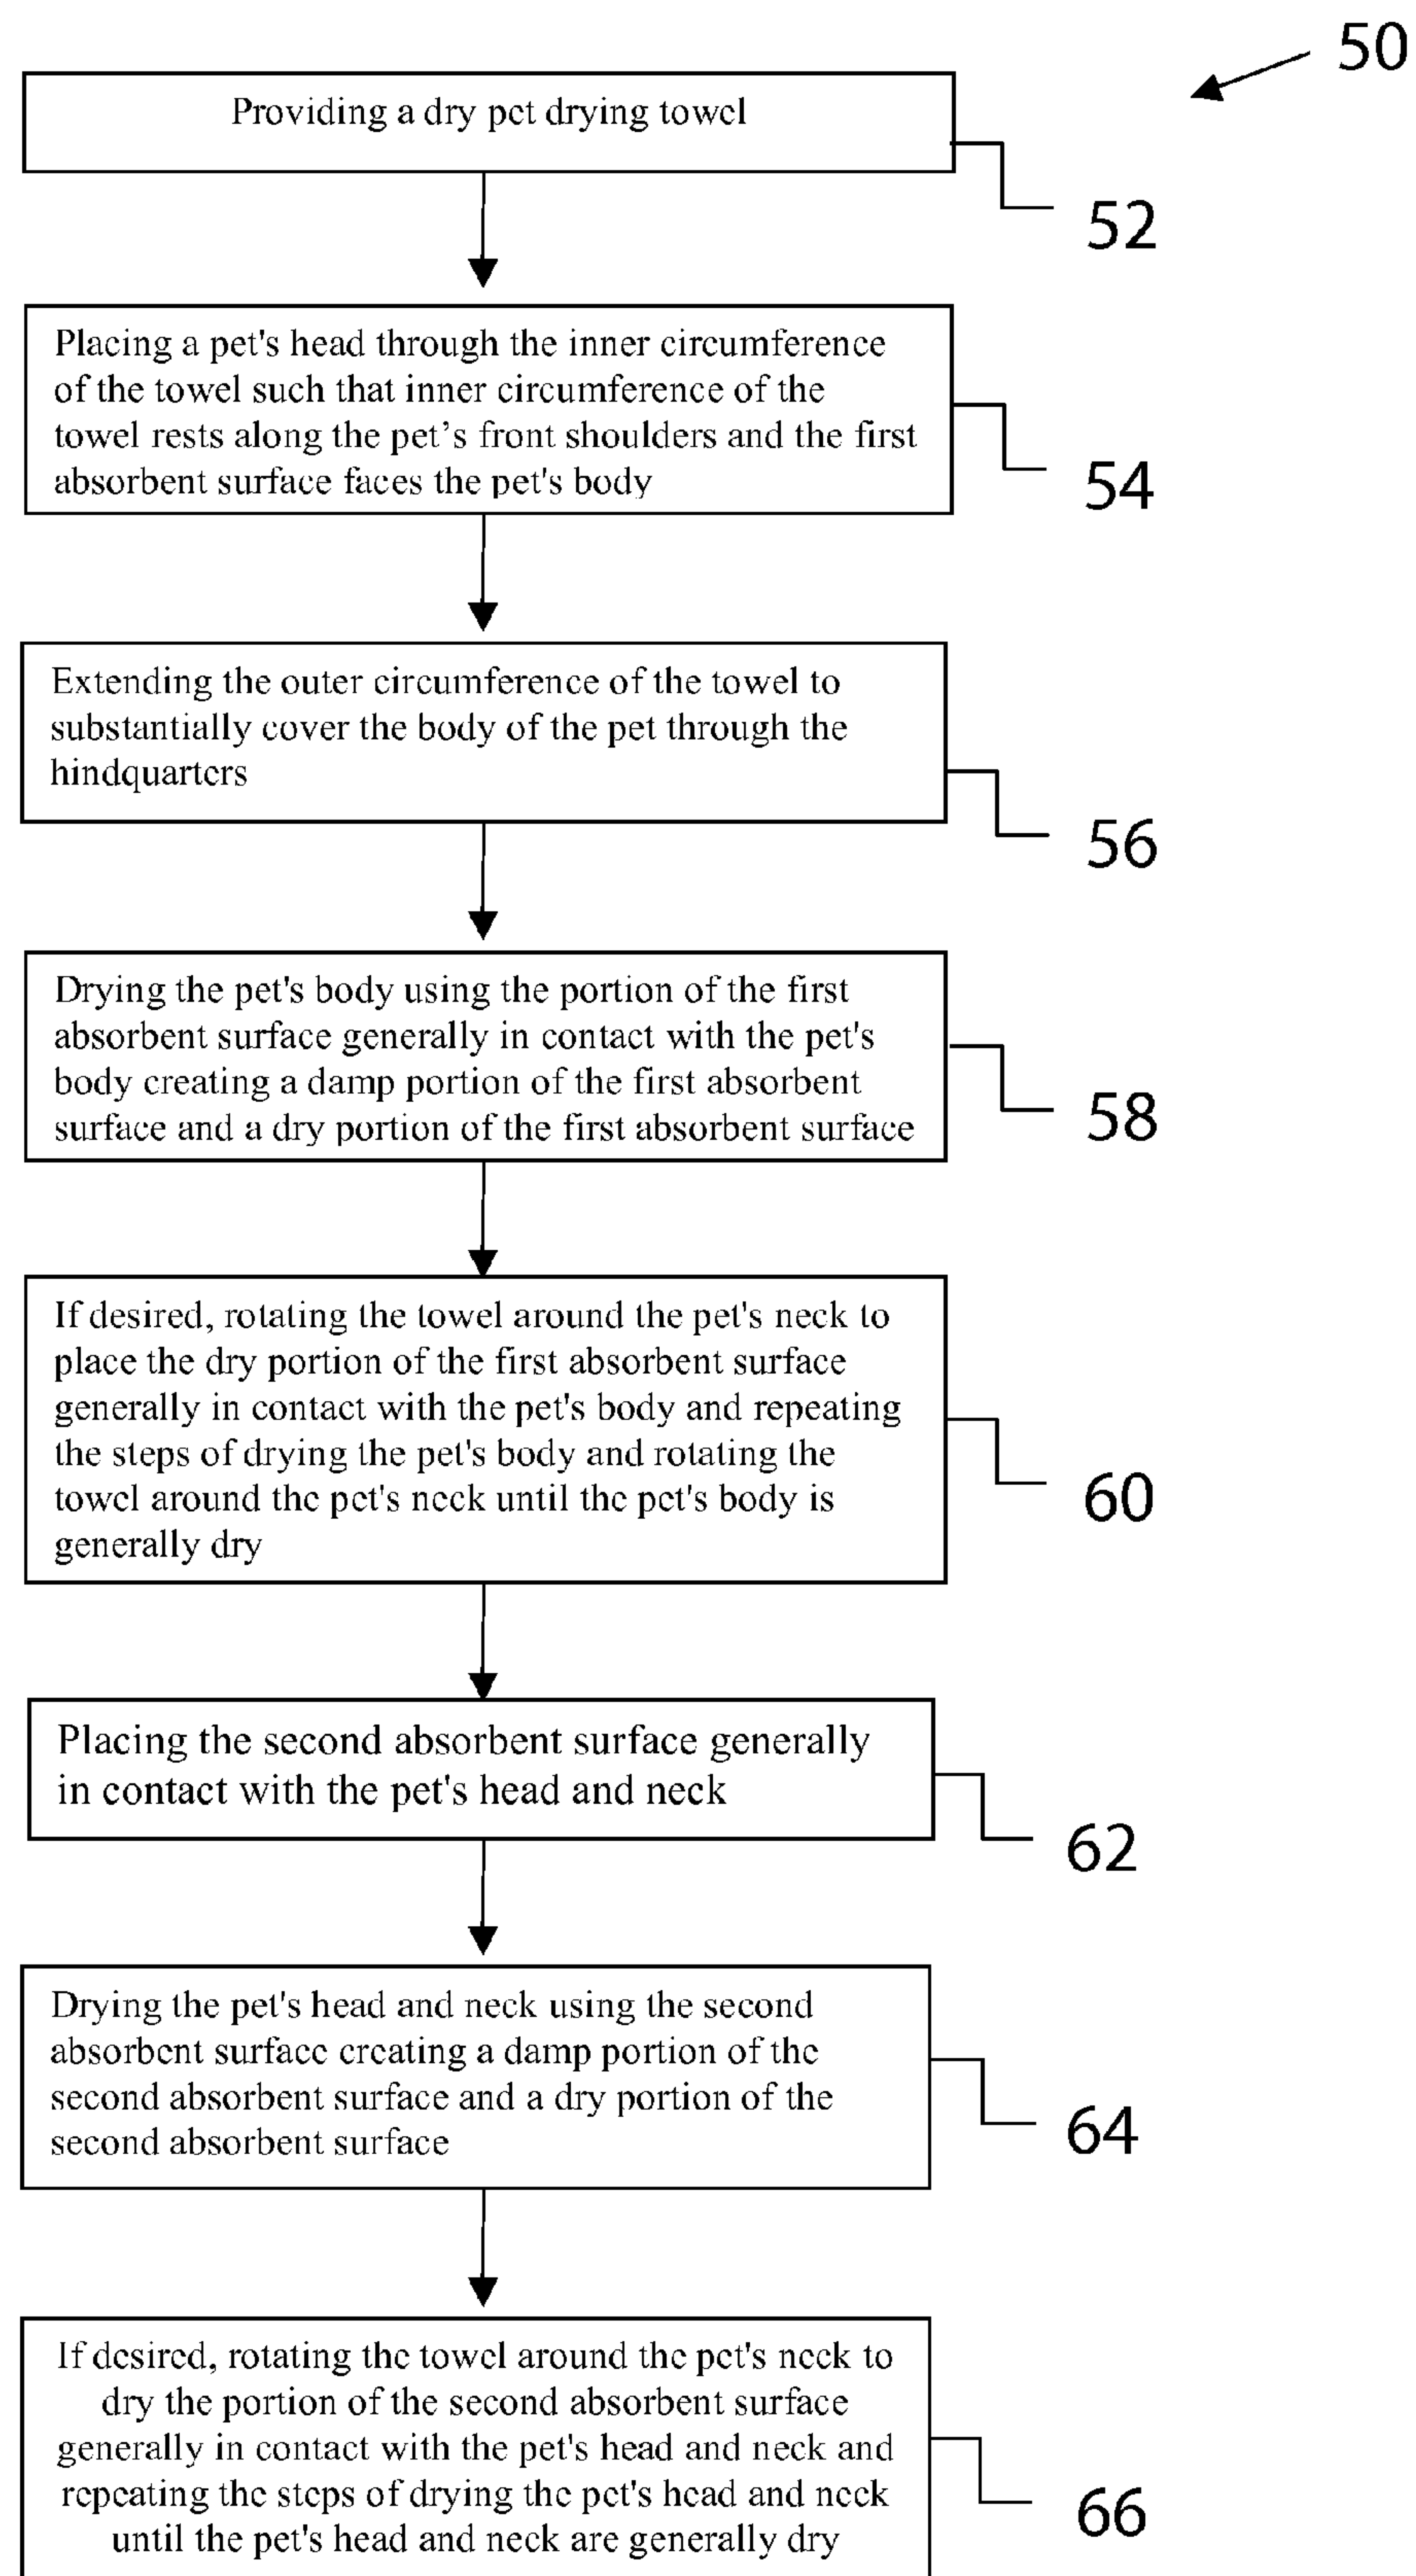 50
Providing a dry pet drying towel
52
Placing a pet's head through the inner circumference
of the towel such that inner circumference of the
towel rests along the pet's front shoulders and the first
absorbent surface faces the pet's body
54
Extending the outer circumference of the towel to
substantially cover the body of the pet through the
hindquarters
56
Drying the pet's body using the portion of the first
absorbent surface generally in contact with the pet's
body creating a damp portion of the first absorbent
surface and a dry portion of the first absorbent surface
58
If desired, rotating the towel around the pet's neck to
place the dry portion of the first absorbent surface
generally in contact with the pet's body and repeating
the steps of drying the pet's body and rotating the
towel around the pet's neck until the pet's body is
generally dry
60
Placing the second absorbent surface generally
in contact with the pet's head and neck
62
Drying the pet's head and neck using the second
absorbent surface creating a damp portion of the
second absorbent surface and a dry portion of the
second absorbent surface
64
If desired, rotating the towel around the pet's neck to
dry the portion of the second absorbent surface
generally in contact with the pet's head and neck and
repeating the steps of drying the pet's head and neck
until the pet's head and neck are generally dry
66